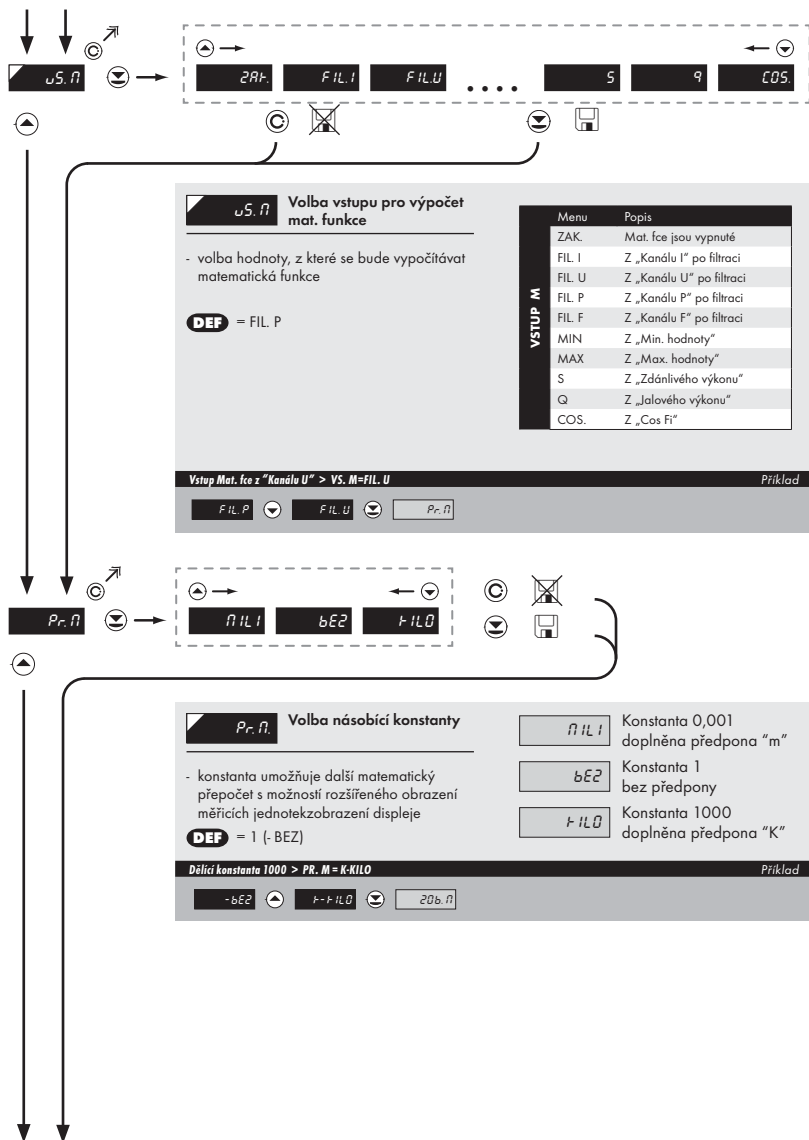 VS. M
ZAK. FIL. I FIL. U .... S Q COS.
VS. M
Volba vstupu pro výpočet
mat. funkce
- volba hodnoty, z které se bude vypočítávat
matematická funkce
DEF = FIL. P
VSTUP M
Menu Popis
ZAK. Mat. fce jsou vypnuté
FIL. I Z „Kanálu I“ po filtraci
FIL. U Z „Kanálu U“ po filtraci
FIL. P Z „Kanálu P“ po filtraci
FIL. F Z „Kanálu F“ po filtraci
MIN Z „Min. hodnoty“
MAX Z „Max. hodnoty“
S Z „Zdánlivého výkonu“
Q Z „Jalového výkonu“
COS. Z „Cos Fi“
Vstup Mat. fce z "Kanálu U" > VS. M=FIL. U Příklad
FIL. P FIL. U PR. M
PR. M
MILI BEZ KILO
PR. M.
Volba násobící konstanty
- konstanta umožňuje další matematický
přepočet s možností rozšířeného obrazení
měřicích jednotekzobrazení displeje
DEF = 1 (- BEZ)
MILI Konstanta 0,001
doplněna předpona "m"
BEZ Konstanta 1
bez předpony
KILO Konstanta 1000
doplněna předpona "K"
Dělící konstanta 1000 > PR. M = K-KILO Příklad
-BEZ K-KILO ZOB. M